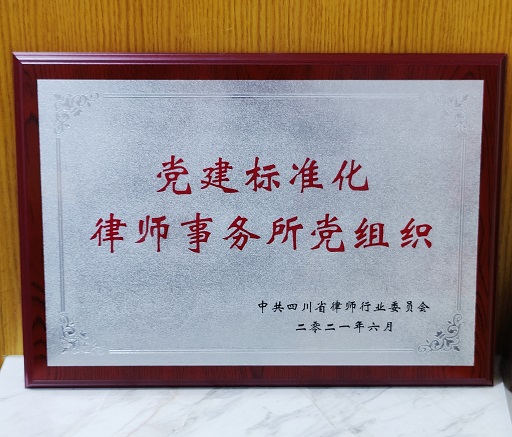 党建标准化
律师事务所党组织
中共四川省律师行业委员会
二〇二一年六月